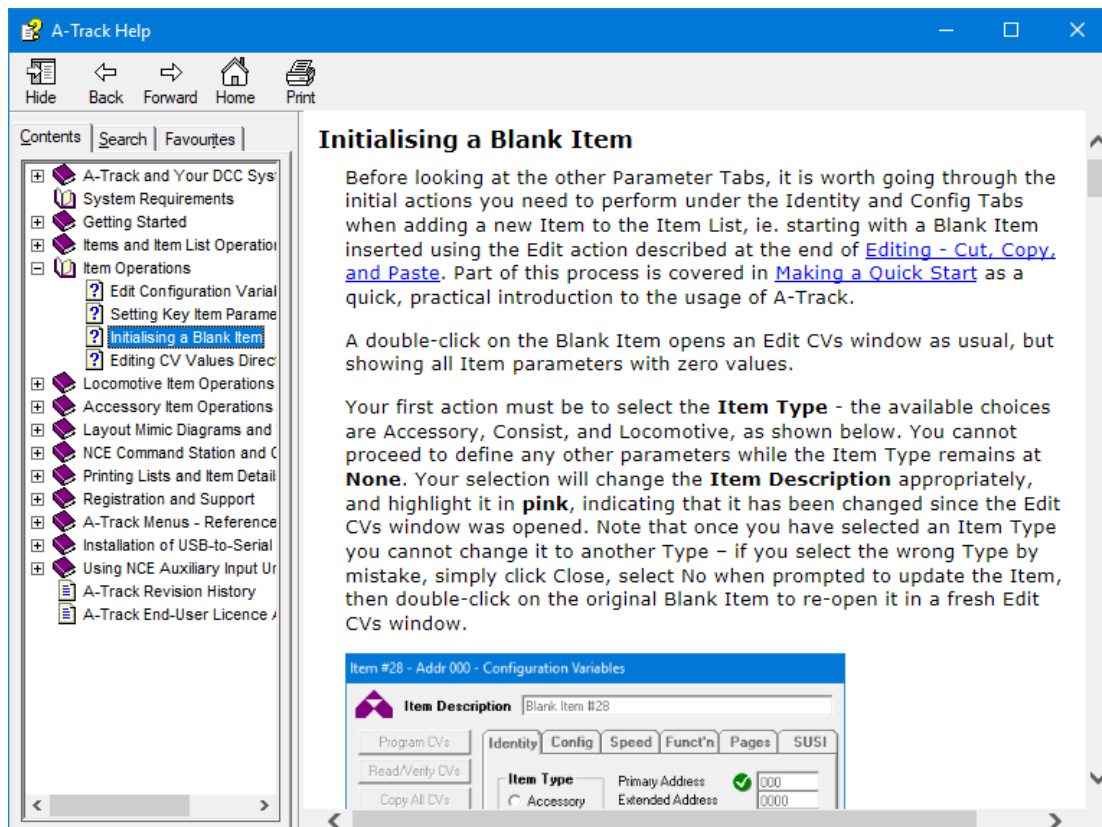 A-Track Help
Hide Back Forward Home Print
Contents Search Favourites
A-Track and Your DCC Sys
System Requirements
Getting Started
Items and Item List Operation
Item Operations
Edit Configuration Varial
Setting Key Item Parame
Initialising a Blank Item
Editing CV Values Direc
Locomotive Item Operations
Accessory Item Operations
Layout Mimic Diagrams and
NCE Command Station and C
Printing Lists and Item Detail
Registration and Support
A-Track Menus - Reference
Installation of USB-to-Serial
Using NCE Auxiliary Input Ur
A-Track Revision History
A-Track End-User Licence
Initialising a Blank Item
Before looking at the other Parameter Tabs, it is worth going through the
initial actions you need to perform under the Identity and Config Tabs
when adding a new Item to the Item List, ie. starting with a Blank Item
inserted using the Edit action described at the end of Editing - Cut, Copy,
and Paste. Part of this process is covered in Making a Quick Start as a
quick, practical introduction to the usage of A-Track.
A double-click on the Blank Item opens an Edit CVs window as usual, but
showing all Item parameters with zero values.
Your first action must be to select the Item Type - the available choices
are Accessory, Consist, and Locomotive, as shown below. You cannot
proceed to define any other parameters while the Item Type remains at
None. Your selection will change the Item Description appropriately,
and highlight it in pink, indicating that it has been changed since the Edit
CVs window was opened. Note that once you have selected an Item Type
you cannot change it to another Type – if you select the wrong Type by
mistake, simply click Close, select No when prompted to update the Item,
then double-click on the original Blank Item to re-open it in a fresh Edit
CVs window.
Item #28 - Addr 000 - Configuration Variables
Item Description Blank Item #28
Program CVs
Identity Config Speed Funct'n Pages SUSI
Read/Verify CVs
Item Type Primary Address 000
Copy All CVs
Accessory Extended Address 0000